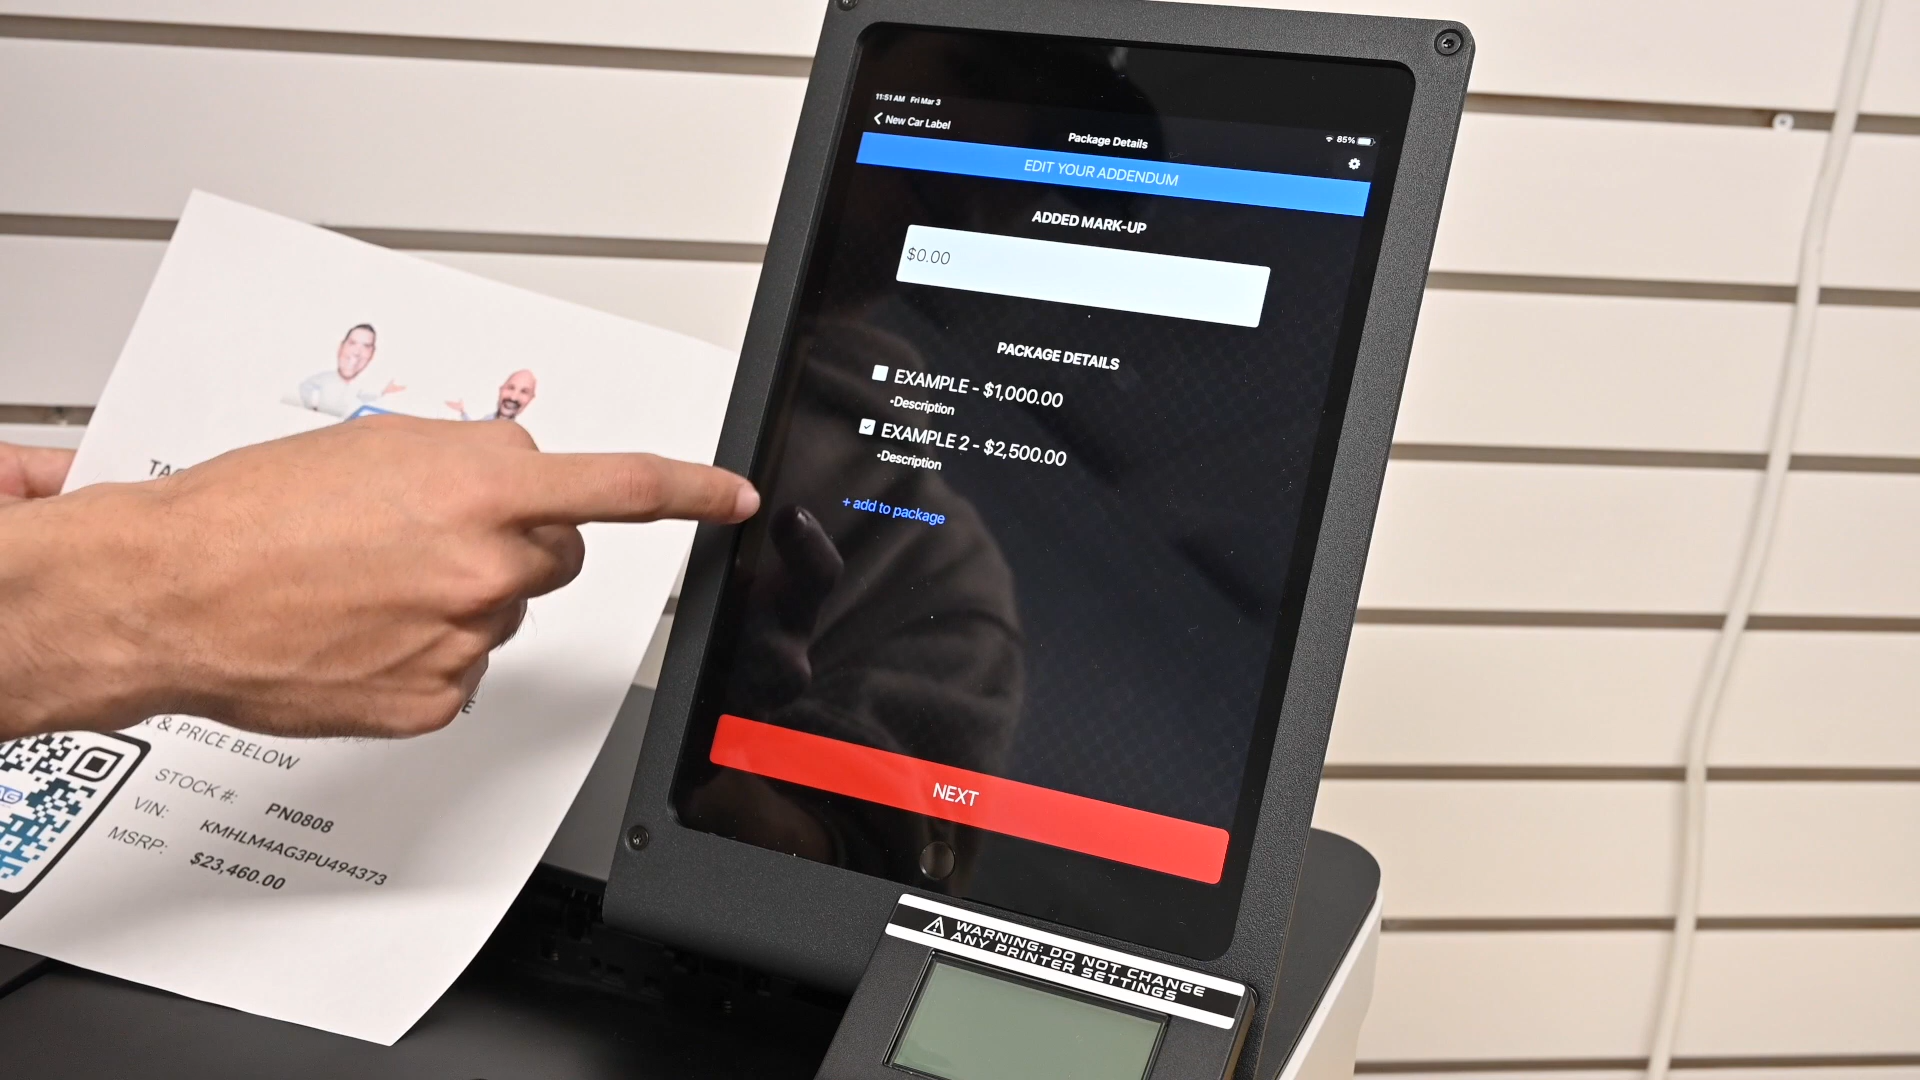 11:51 AM Fri Mar 3
85%
New Car Label
Package Details
EDIT YOUR ADDENDUM
ADDED MARK-UP
$0.00
PACKAGE DETAILS
EXAMPLE - $1,000.00
•Description
EXAMPLE 2 - $2,500.00
•Description
+ add to package
NEXT
WARNING: DO NOT CHANGE
ANY PRINTER SETTINGS
& PRICE BELOW
STOCK #: PN0808
VIN: KMHLM4AG3PU494373
MSRP: $23,460.00